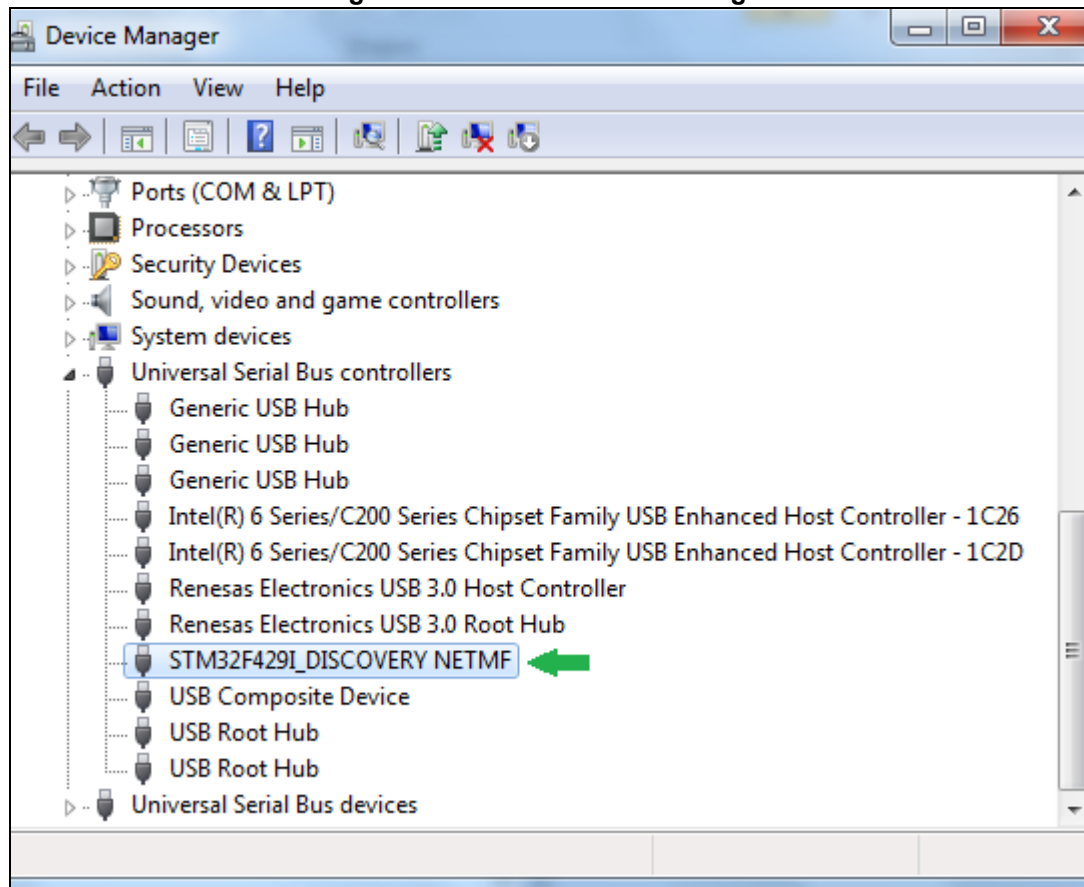 Device Manager
File Action View Help
Ports (COM & LPT)
Processors
Security Devices
Sound, video and game controllers
System devices
Universal Serial Bus controllers
Generic USB Hub
Generic USB Hub
Generic USB Hub
Intel(R) 6 Series/C200 Series Chipset Family USB Enhanced Host Controller - 1C26
Intel(R) 6 Series/C200 Series Chipset Family USB Enhanced Host Controller - 1C2D
Renesas Electronics USB 3.0 Host Controller
Renesas Electronics USB 3.0 Root Hub
STM32F429I_DISCOVERY NETMF
USB Composite Device
USB Root Hub
USB Root Hub
Universal Serial Bus devices